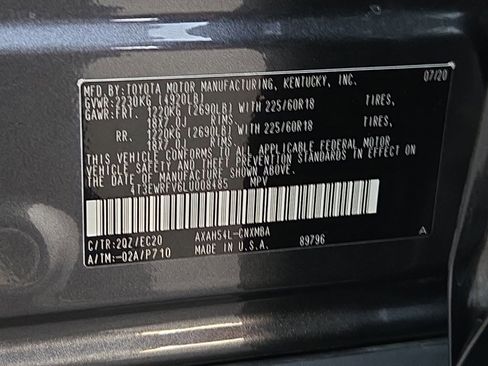 MFD.BY:TOYOTA MOTOR MANUFACTURING, KENTUCKY, INC. 07/20
GVWR:2230KG (4920LB)
GAWR:FRT. 1220KG (2690LB) WITH 225/60R18 TIRES,
18X7.0J RIMS.
RR. 1220KG (2690LB) WITH 225/60R18 TIRES,
18X7.0J RIMS.
THIS VEHICLE CONFORMS TO ALL APPLICABLE FEDERAL MOTOR
VEHICLE SAFETY AND THEFT PREVENTION STANDARDS IN EFFECT
ON THE DATE OF MANUFACTURE SHOWN ABOVE.
4T3EWRFV6LU008485 MPV
C/TR:2QZ/EC20 AXAH54L-CNXMBA
A/TM:-02A/P710 MADE IN U.S.A. 89796 A